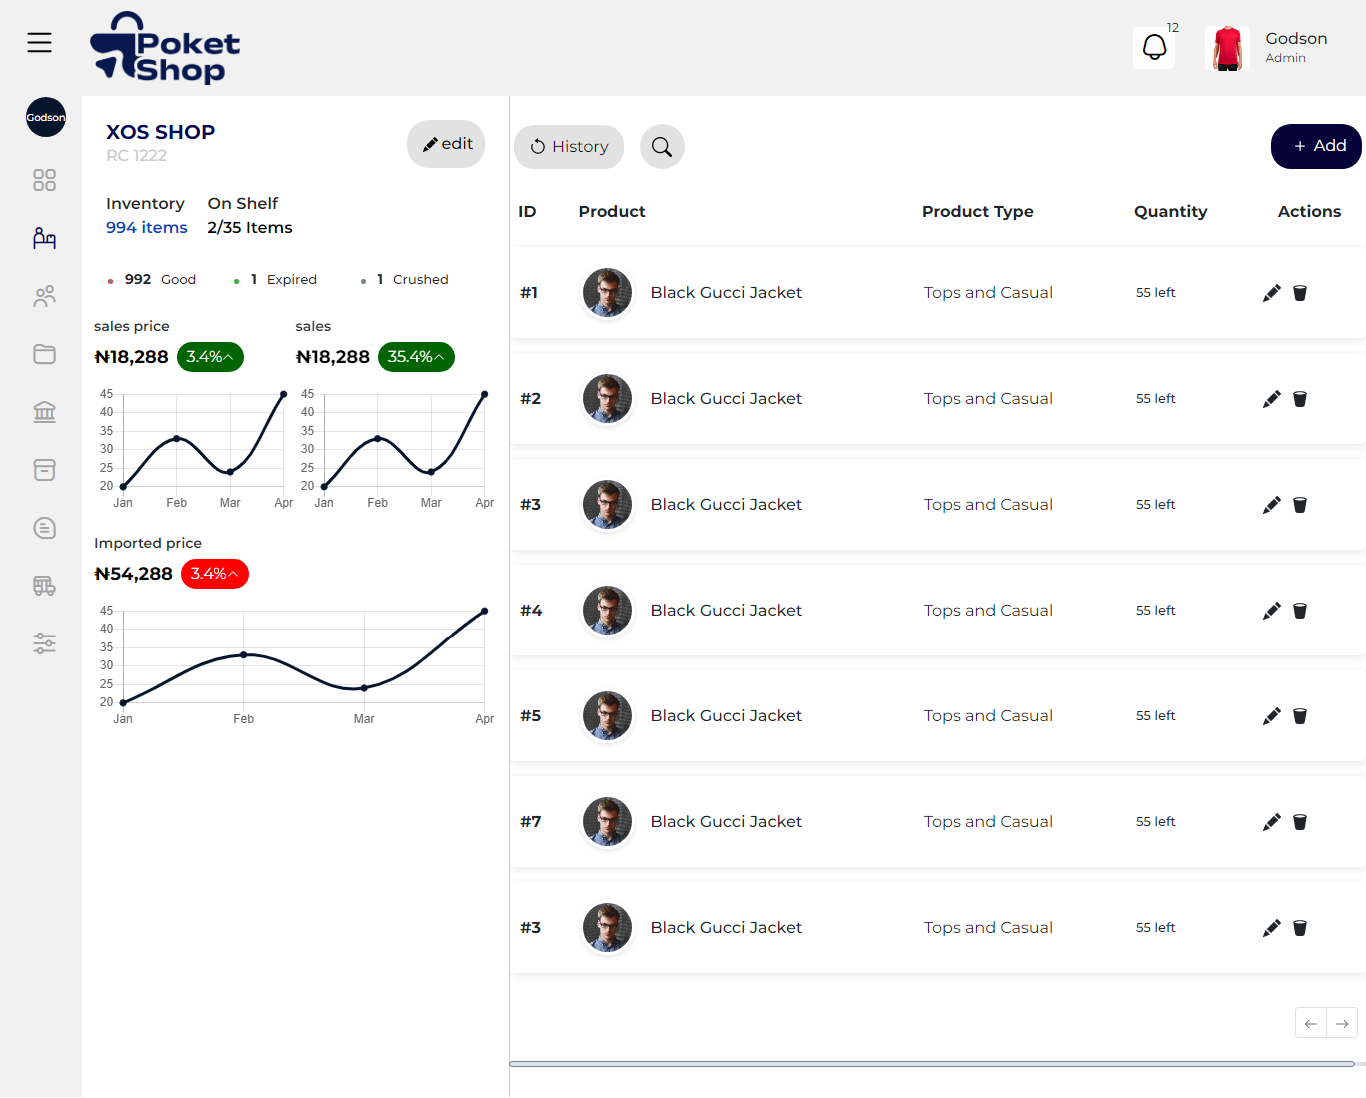 Poket
Shop
12
Godson
Admin
Godson
XOS SHOP
RC 1222
edit
Inventory On Shelf
994 items 2/35 Items
992 Good 1 Expired 1 Crushed
sales price
₦18,288 3.4%
45
40
35
30
25
20
Jan Feb Mar Apr
sales
₦18,288 35.4%
45
40
35
30
25
20
Jan Feb Mar Apr
Imported price
₦54,288 3.4%
45
40
35
30
25
20
Jan Feb Mar Apr
History
+ Add
ID Product Product Type Quantity Actions
#1 Black Gucci Jacket Tops and Casual 55 left
#2 Black Gucci Jacket Tops and Casual 55 left
#3 Black Gucci Jacket Tops and Casual 55 left
#4 Black Gucci Jacket Tops and Casual 55 left
#5 Black Gucci Jacket Tops and Casual 55 left
#7 Black Gucci Jacket Tops and Casual 55 left
#3 Black Gucci Jacket Tops and Casual 55 left